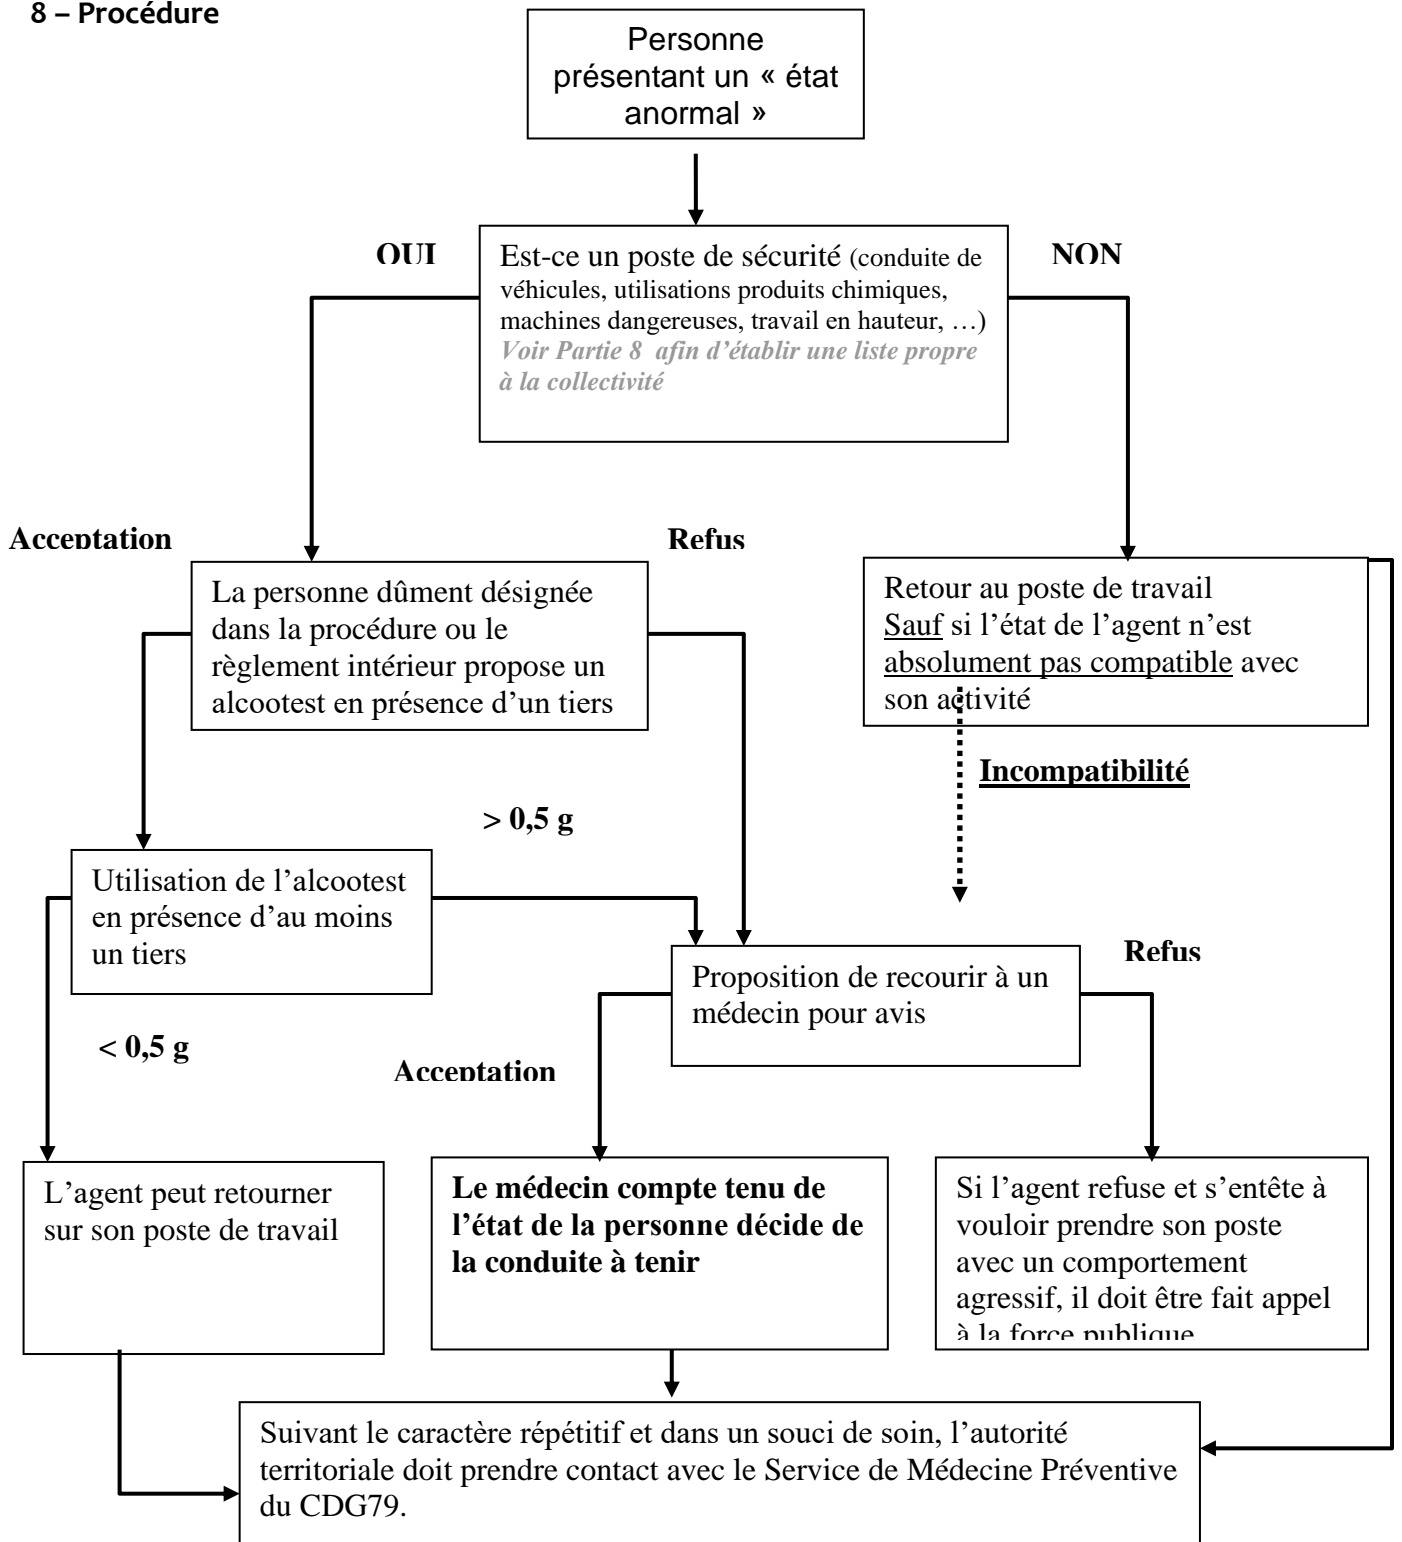 8 – Procédure
Personne
présentant un « état
anormal »
OUI
NON
Est-ce un poste de sécurité (conduite de
véhicules, utilisations produits chimiques,
machines dangereuses, travail en hauteur, …)
Voir Partie 8 afin d’établir une liste propre
à la collectivité
Acceptation
Refus
La personne dûment désignée
dans la procédure ou le
règlement intérieur propose un
alcootest en présence d’un tiers
Retour au poste de travail
Sauf si l’état de l’agent n’est
absolument pas compatible avec
son activité
Incompatibilité
> 0,5 g
Utilisation de l’alcootest
en présence d’au moins
un tiers
Refus
Proposition de recourir à un
médecin pour avis
< 0,5 g
Acceptation
L’agent peut retourner
sur son poste de travail
Le médecin compte tenu de
l’état de la personne décide de
la conduite à tenir
Si l’agent refuse et s’entête à
vouloir prendre son poste
avec un comportement
agressif, il doit être fait appel
à la force publique
Suivant le caractère répétitif et dans un souci de soin, l’autorité
territoriale doit prendre contact avec le Service de Médecine Préventive
du CDG79.